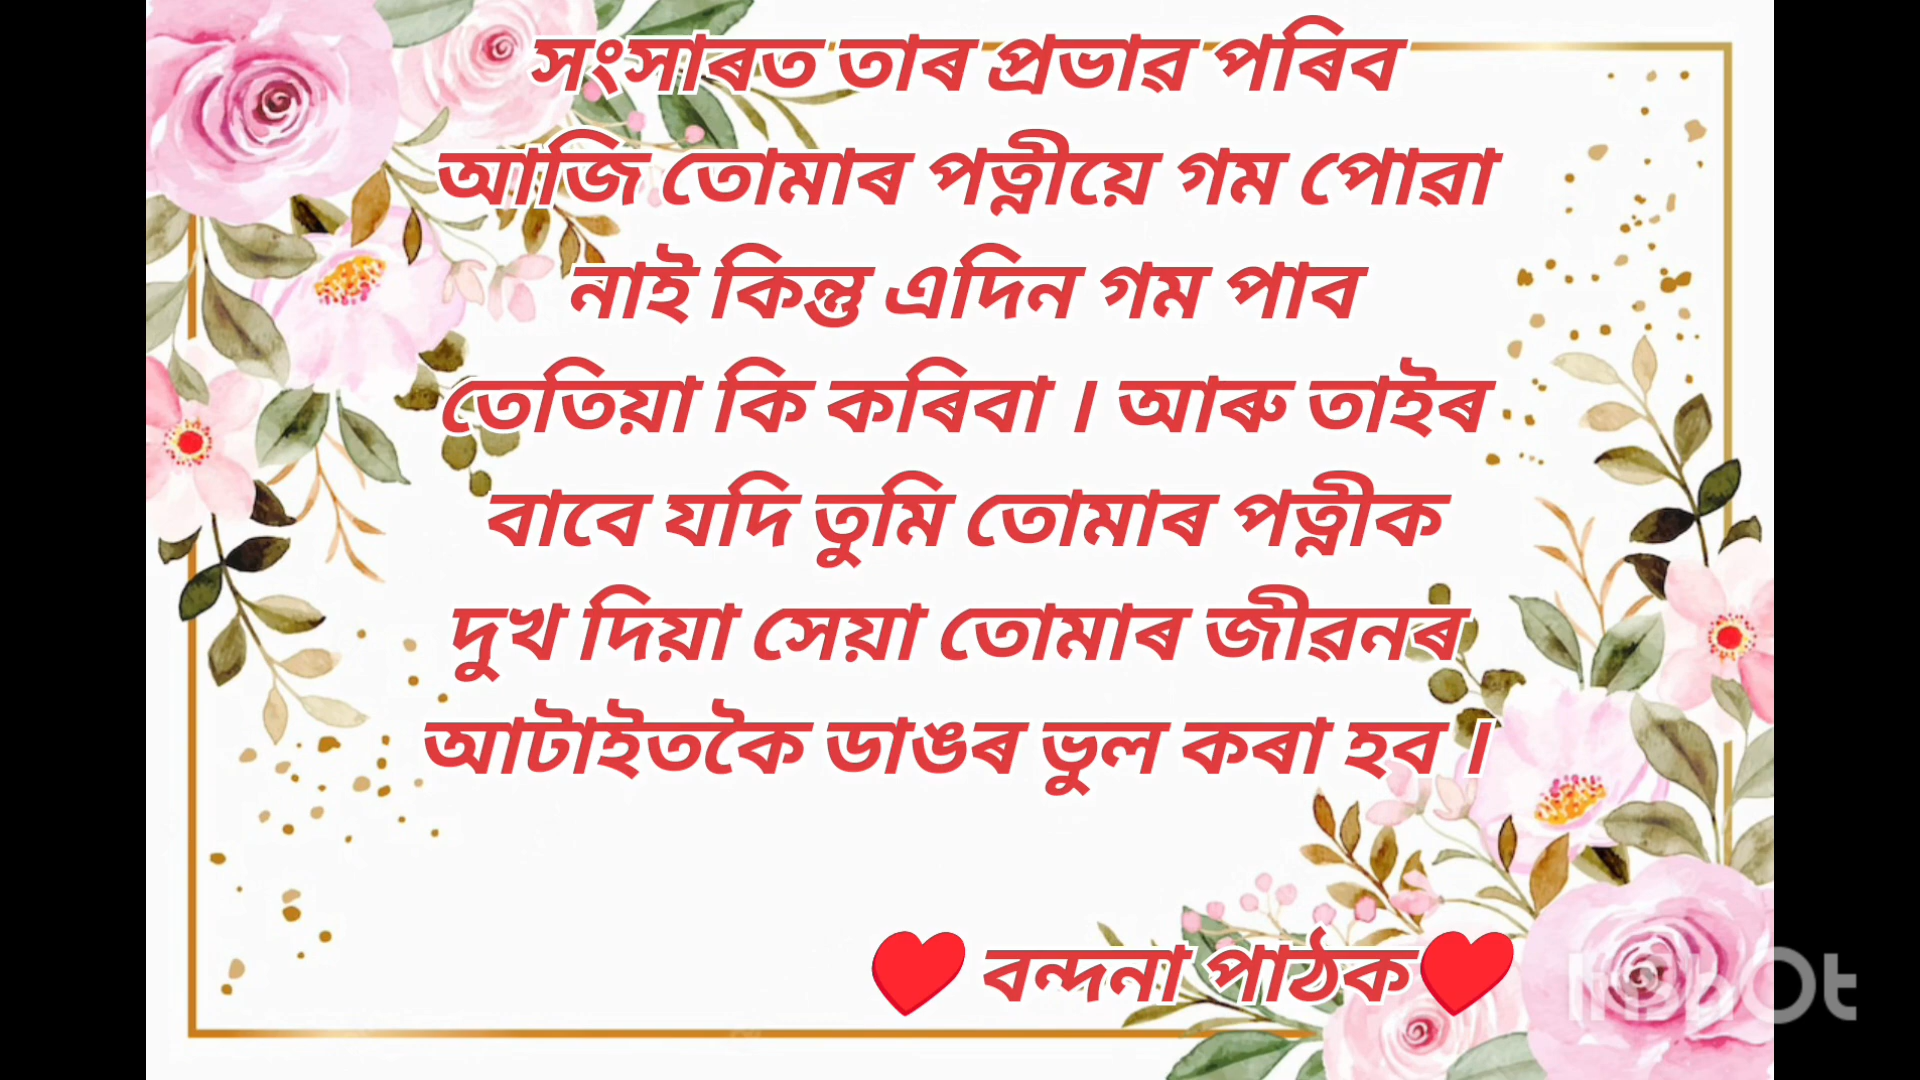 সংসাৰত তাৰ প্ৰভাৱ পৰিব
আজি তোমাৰ পত্নীয়ে গম পোৱা
নাই কিন্তু এদিন গম পাব
তেতিয়া কি কৰিবা । আৰু তাইৰ
বাবে যদি তুমি তোমাৰ পত্নীক
দুখ দিয়া সেয়া তোমাৰ জীৱনৰ
আটাইতকৈ ডাঙৰ ভুল কৰা হব ।
❤️ বন্দনা পাঠক❤️
InShOt